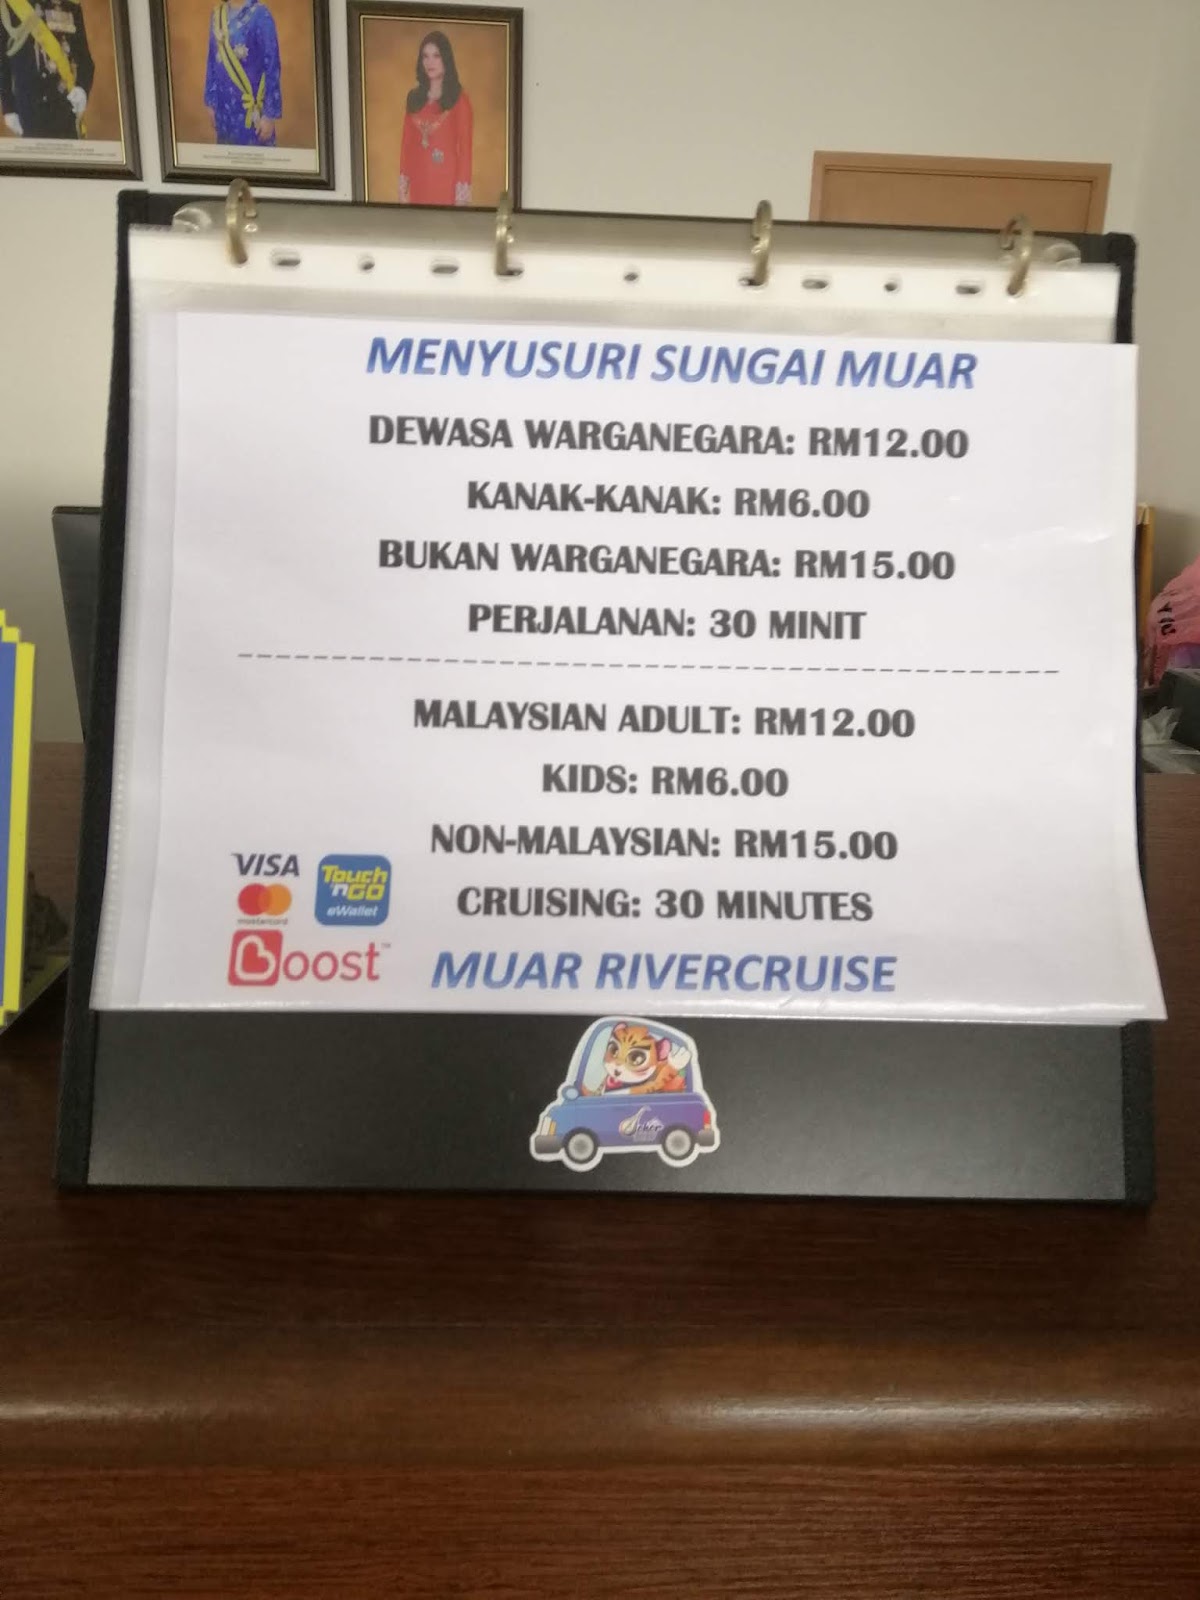 MENYUSURI SUNGAI MUAR
DEWASA WARGANEGARA: RM12.00
KANAK-KANAK: RM6.00
BUKAN WARGANEGARA: RM15.00
PERJALANAN: 30 MINIT
MALAYSIAN ADULT: RM12.00
KIDS: RM6.00
NON-MALAYSIAN: RM15.00
CRUISING: 30 MINUTES
MUAR RIVERCRUISE
VISA
mastercard
Touch 'n GO
eWallet
Boost™
Johor